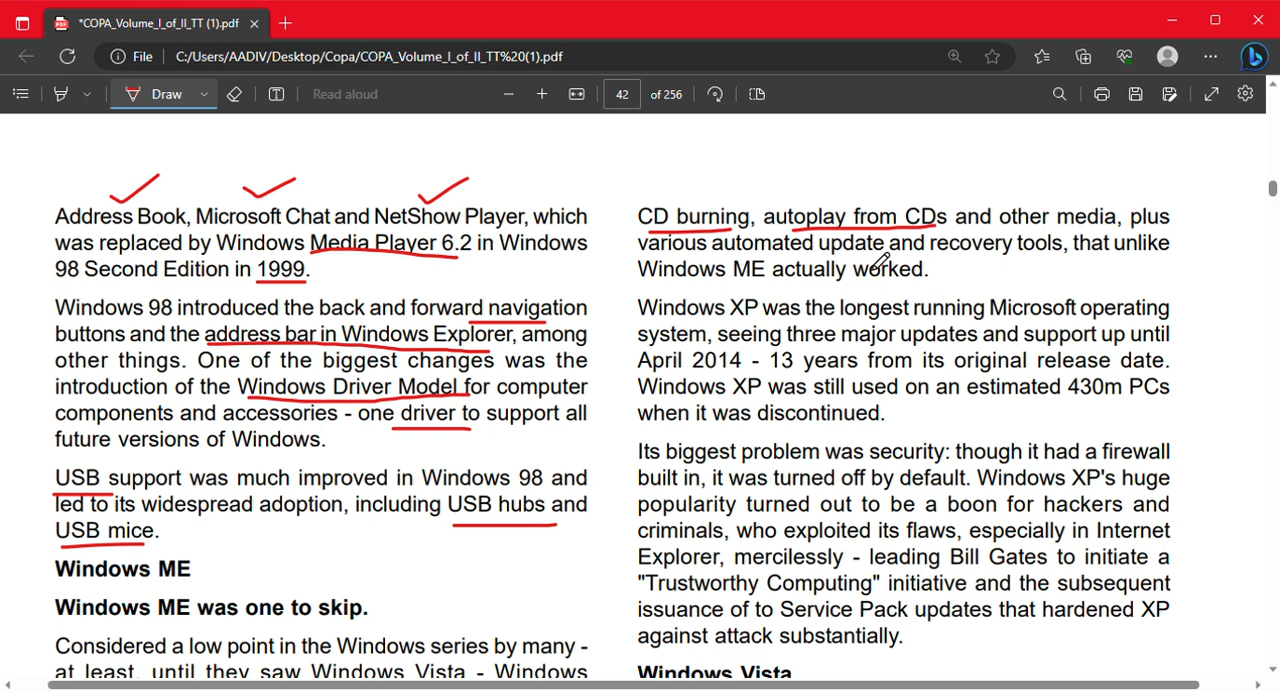 *COPA_Volume_I_of_II_TT (1).pdf
File C:/Users/AADIV/Desktop/Copa/COPA_Volume_I_of_II_TT%20(1).pdf
Draw Read aloud 42 of 256
Address Book, Microsoft Chat and NetShow Player, which
was replaced by Windows Media Player 6.2 in Windows
98 Second Edition in 1999.
Windows 98 introduced the back and forward navigation
buttons and the address bar in Windows Explorer, among
other things. One of the biggest changes was the
introduction of the Windows Driver Model for computer
components and accessories - one driver to support all
future versions of Windows.
USB support was much improved in Windows 98 and
led to its widespread adoption, including USB hubs and
USB mice.
Windows ME
Windows ME was one to skip.
Considered a low point in the Windows series by many -
at least, until they saw Windows Vista - Windows
CD burning, autoplay from CDs and other media, plus
various automated update and recovery tools, that unlike
Windows ME actually worked.
Windows XP was the longest running Microsoft operating
system, seeing three major updates and support up until
April 2014 - 13 years from its original release date.
Windows XP was still used on an estimated 430m PCs
when it was discontinued.
Its biggest problem was security: though it had a firewall
built in, it was turned off by default. Windows XP's huge
popularity turned out to be a boon for hackers and
criminals, who exploited its flaws, especially in Internet
Explorer, mercilessly - leading Bill Gates to initiate a
"Trustworthy Computing" initiative and the subsequent
issuance of to Service Pack updates that hardened XP
against attack substantially.
Windows Vista